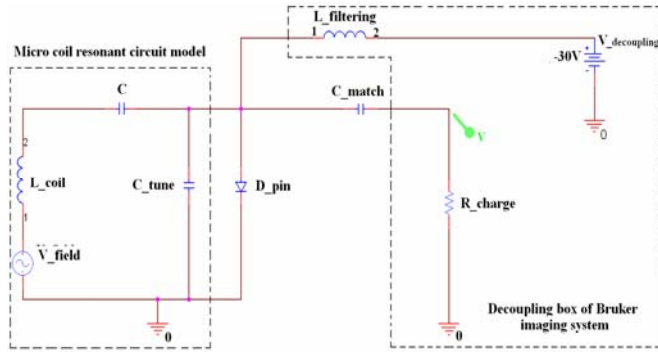 L_filtering
1
2
Micro coil resonant circuit model
V_decoupling
-30V
C
C_match
0
2
V
L_coil
C_tune
D_pin
R_charge
1
V_field
0
0
Decoupling box of Bruker
imaging system